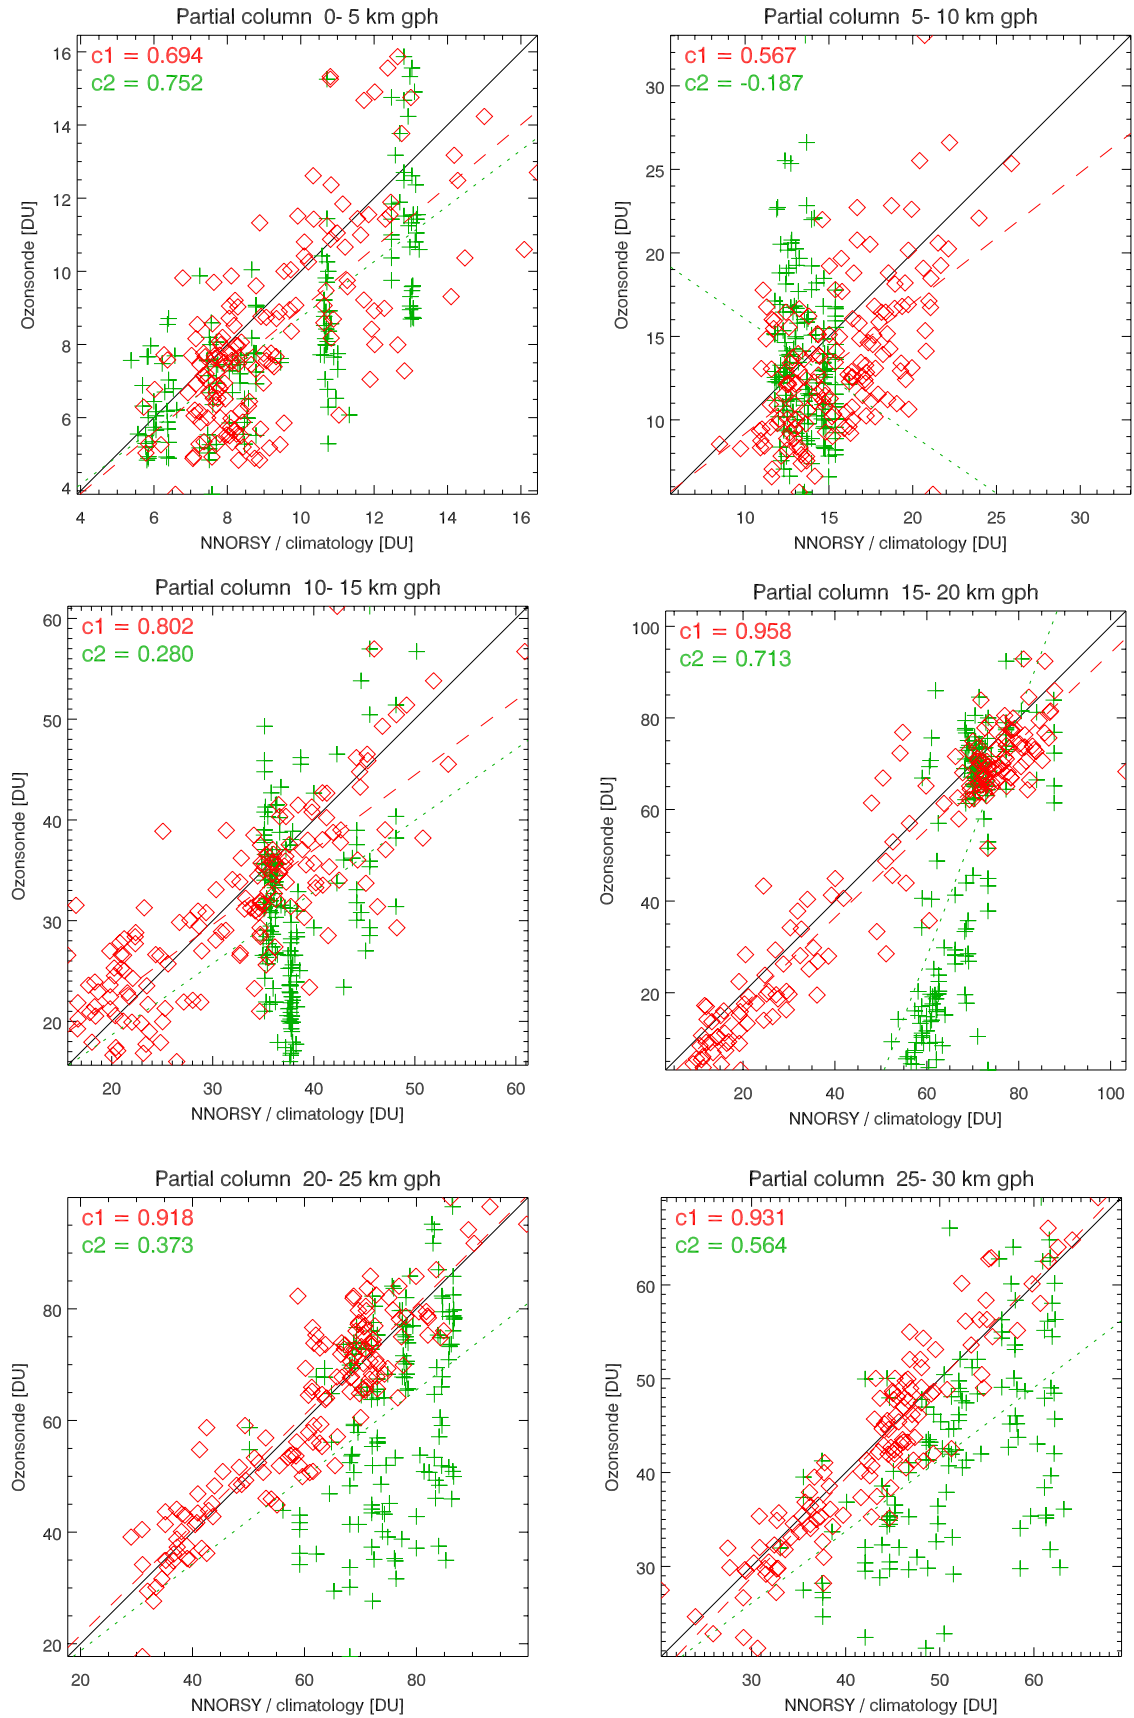 Partial column 0- 5 km gph
c1 = 0.694
c2 = 0.752
16
14
12
10
8
6
4
Ozonsonde [DU]
4 6 8 10 12 14 16
NNORSY / climatology [DU]
Partial column 5- 10 km gph
c1 = 0.567
c2 = -0.187
30
25
20
15
10
Ozonsonde [DU]
10 15 20 25 30
NNORSY / climatology [DU]
Partial column 10- 15 km gph
c1 = 0.802
c2 = 0.280
60
50
40
30
20
Ozonsonde [DU]
20 30 40 50 60
NNORSY / climatology [DU]
Partial column 15- 20 km gph
c1 = 0.958
c2 = 0.713
100
80
60
40
20
Ozonsonde [DU]
20 40 60 80 100
NNORSY / climatology [DU]
Partial column 20- 25 km gph
c1 = 0.918
c2 = 0.373
80
60
40
20
Ozonsonde [DU]
20 40 60 80
NNORSY / climatology [DU]
Partial column 25- 30 km gph
c1 = 0.931
c2 = 0.564
60
50
40
30
Ozonsonde [DU]
30 40 50 60
NNORSY / climatology [DU]